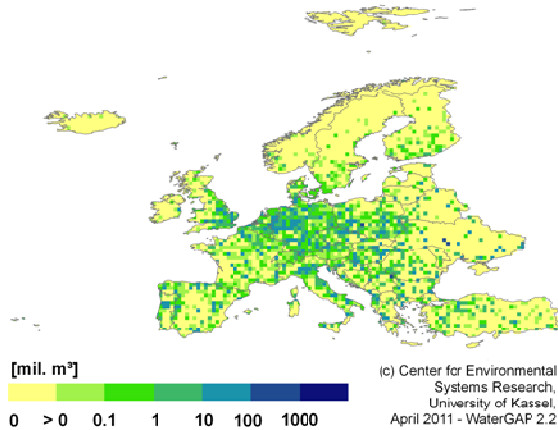 [mil. m³]
0 > 0 0.1 1 10 100 1000
(c) Center for Environmental
Systems Research,
University of Kassel,
April 2011 - WaterGAP 2.2